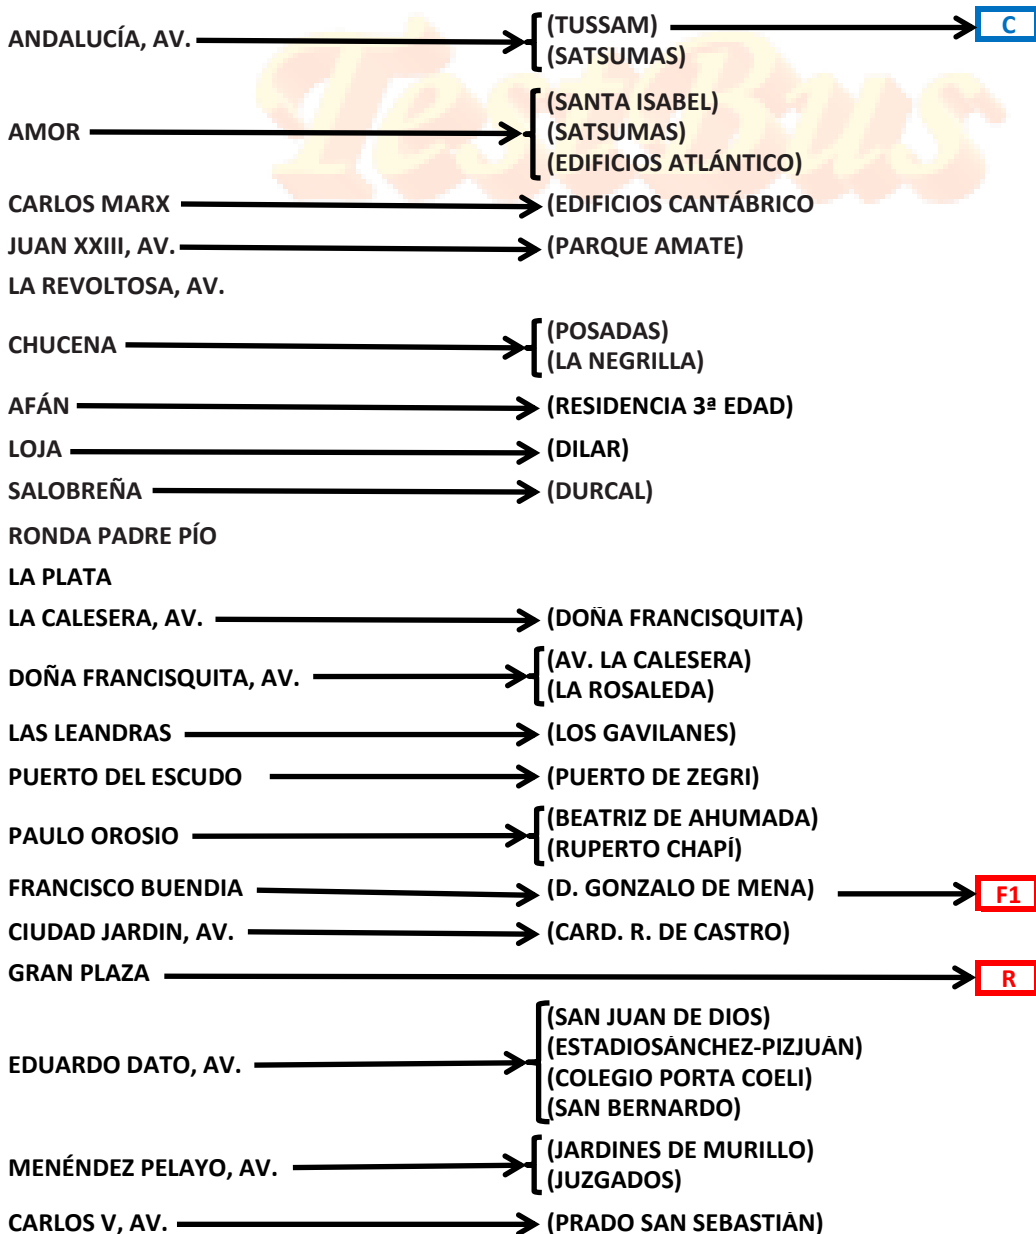 TestBus
ANDALUCÍA, AV.
(TUSSAM)
C
(SATSUMAS)
AMOR
(SANTA ISABEL)
(SATSUMAS)
(EDIFICIOS ATLÁNTICO)
CARLOS MARX
(EDIFICIOS CANTÁBRICO
JUAN XXIII, AV.
(PARQUE AMATE)
LA REVOLTOSA, AV.
CHUCENA
(POSADAS)
(LA NEGRILLA)
AFÁN
(RESIDENCIA 3ª EDAD)
LOJA
(DILAR)
SALOBREÑA
(DURCAL)
RONDA PADRE PÍO
LA PLATA
LA CALESERA, AV.
(DOÑA FRANCISQUITA)
DOÑA FRANCISQUITA, AV.
(AV. LA CALESERA)
(LA ROSALEDA)
LAS LEANDRAS
(LOS GAVILANES)
PUERTO DEL ESCUDO
(PUERTO DE ZEGRI)
PAULO OROSIO
(BEATRIZ DE AHUMADA)
(RUPERTO CHAPÍ)
FRANCISCO BUENDIA
(D. GONZALO DE MENA)
F1
CIUDAD JARDIN, AV.
(CARD. R. DE CASTRO)
GRAN PLAZA
R
EDUARDO DATO, AV.
(SAN JUAN DE DIOS)
(ESTADIOSÁNCHEZ-PIZJUÁN)
(COLEGIO PORTA COELI)
(SAN BERNARDO)
MENÉNDEZ PELAYO, AV.
(JARDINES DE MURILLO)
(JUZGADOS)
CARLOS V, AV.
(PRADO SAN SEBASTIÁN)